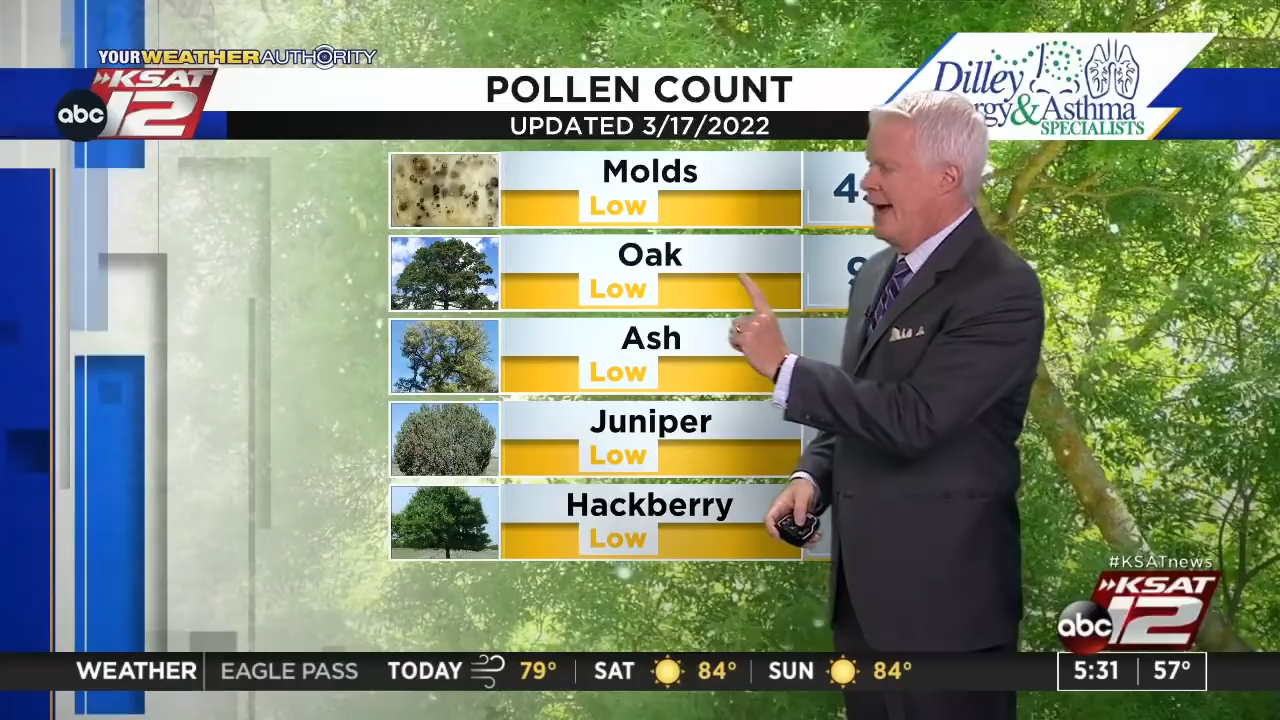 YOUR WEATHER AUTHORITY
KSAT
abc 12
POLLEN COUNT
UPDATED 3/17/2022
Dilley
&Asthma
SPECIALISTS
Molds
Low
Oak
Low
Ash
Low
Juniper
Low
Hackberry
Low
#KSATnews
KSAT
abc 12
WEATHER EAGLE PASS TODAY 79° SAT 84° SUN 84° 5:31 57°